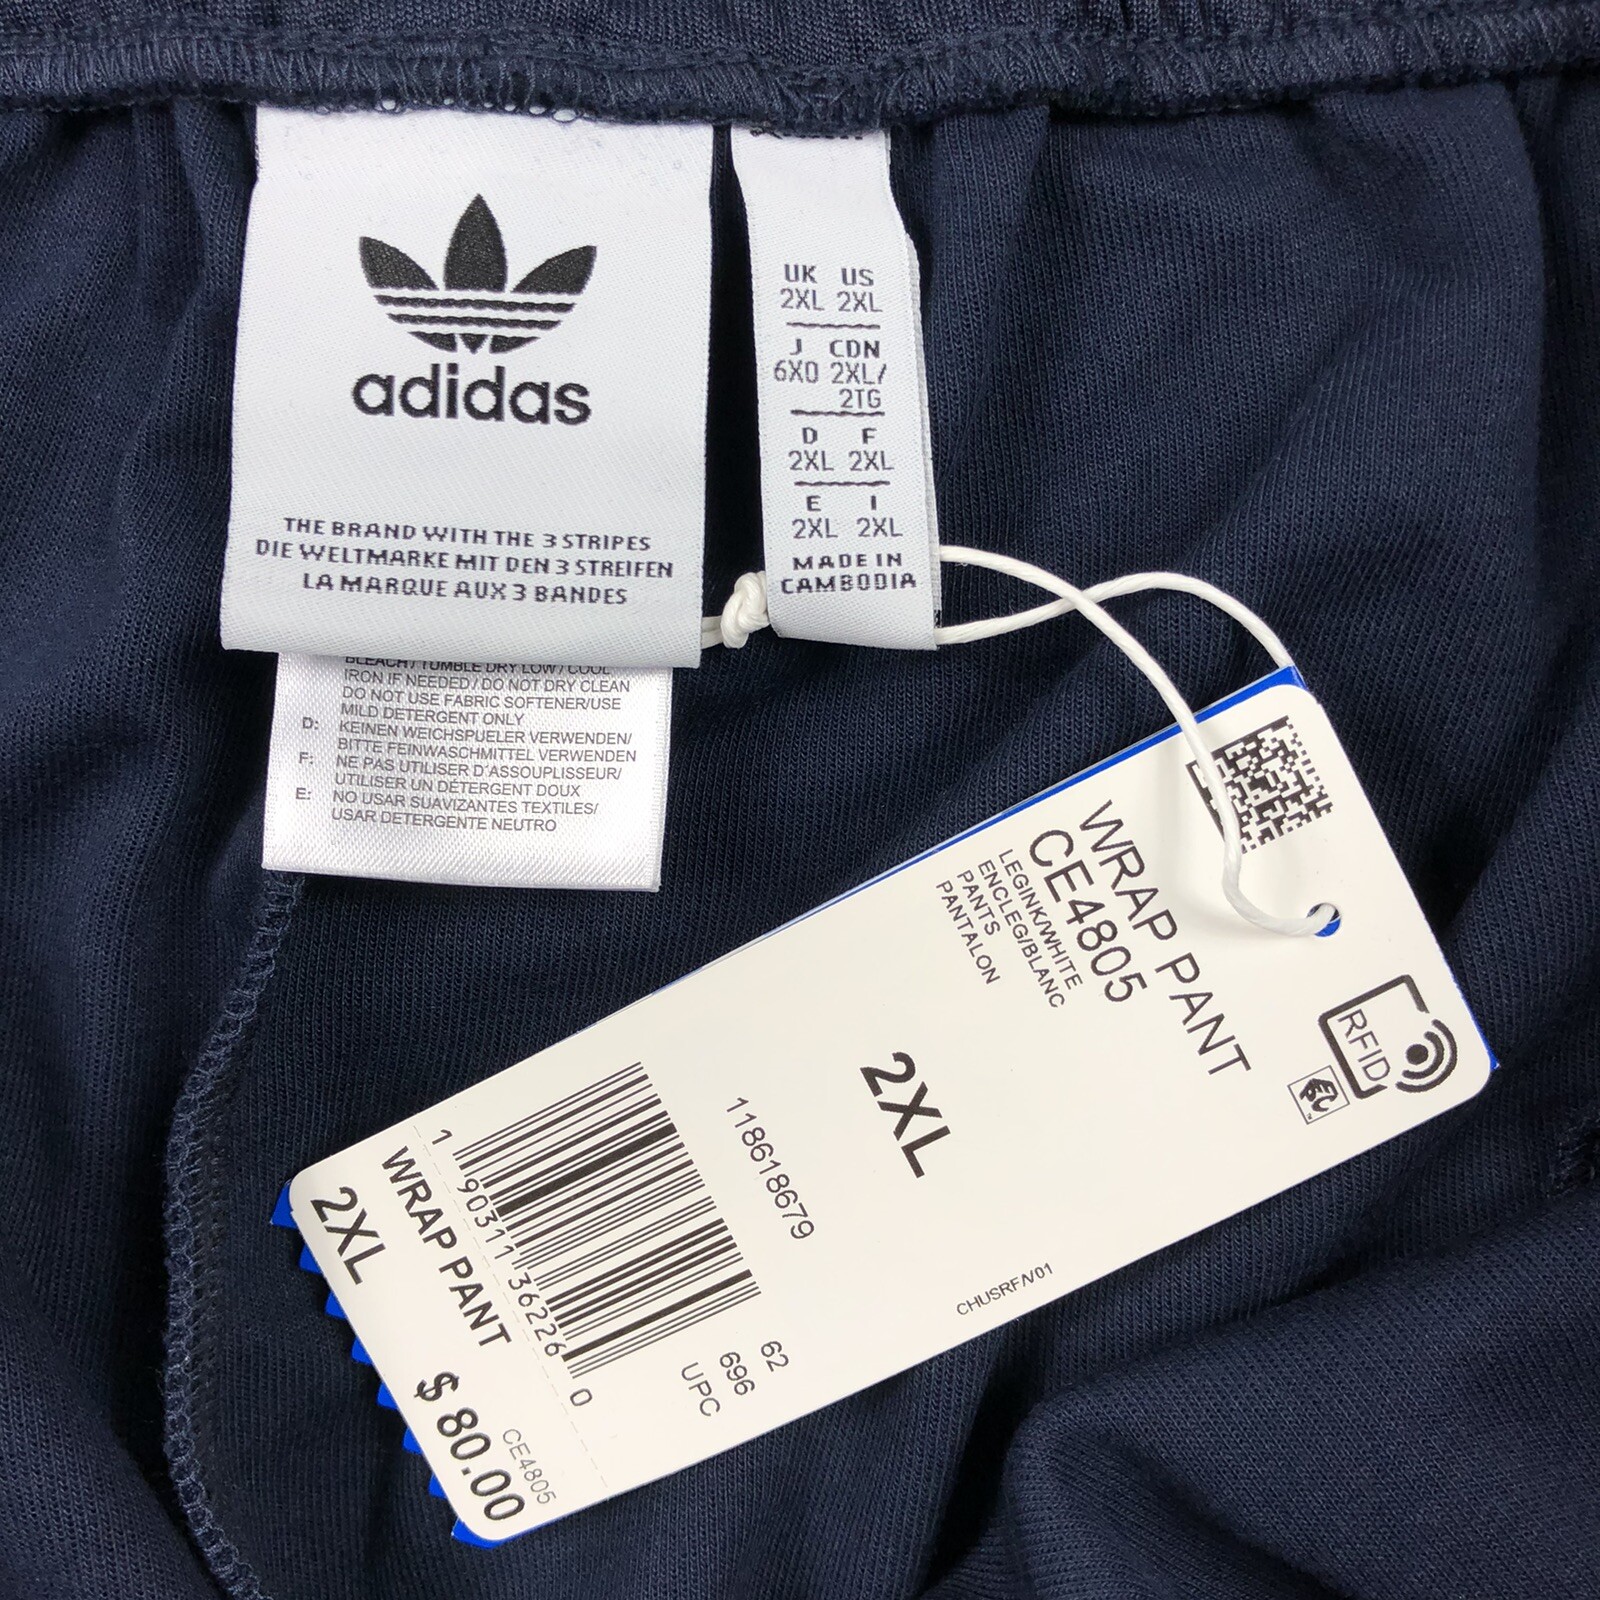 adidas
THE BRAND WITH THE 3 STRIPES
DIE WELTMARKE MIT DEN 3 STREIFEN
LA MARQUE AUX 3 BANDES
BLEACH / TUMBLE DRY LOW / COOL
IRON IF NEEDED / DO NOT DRY CLEAN
DO NOT USE FABRIC SOFTENER/USE
MILD DETERGENT ONLY
D: KEINEN WEICHSPUELER VERWENDEN/
BITTE FEINWASCHMITTEL VERWENDEN
F: NE PAS UTILISER D'ASSOUPLISSEUR/
UTILISER UN DÉTERGENT DOUX
E: NO USAR SUAVIZANTES TEXTILES/
USAR DETERGENTE NEUTRO
UK US
2XL 2XL
J CDN
6XO 2XL/
2TG
D F
2XL 2XL
E I
2XL 2XL
MADE IN
CAMBODIA
WRAP PANT
CE4805
LEGINK/WHITE
ENCLEG/BLANC
PANTS
PANTALON
RFID
2XL
118618679
CHUSRF/V01
1 90311 36226 0
62
696
UPC
WRAP PANT
2XL
CE4805
$ 80.00